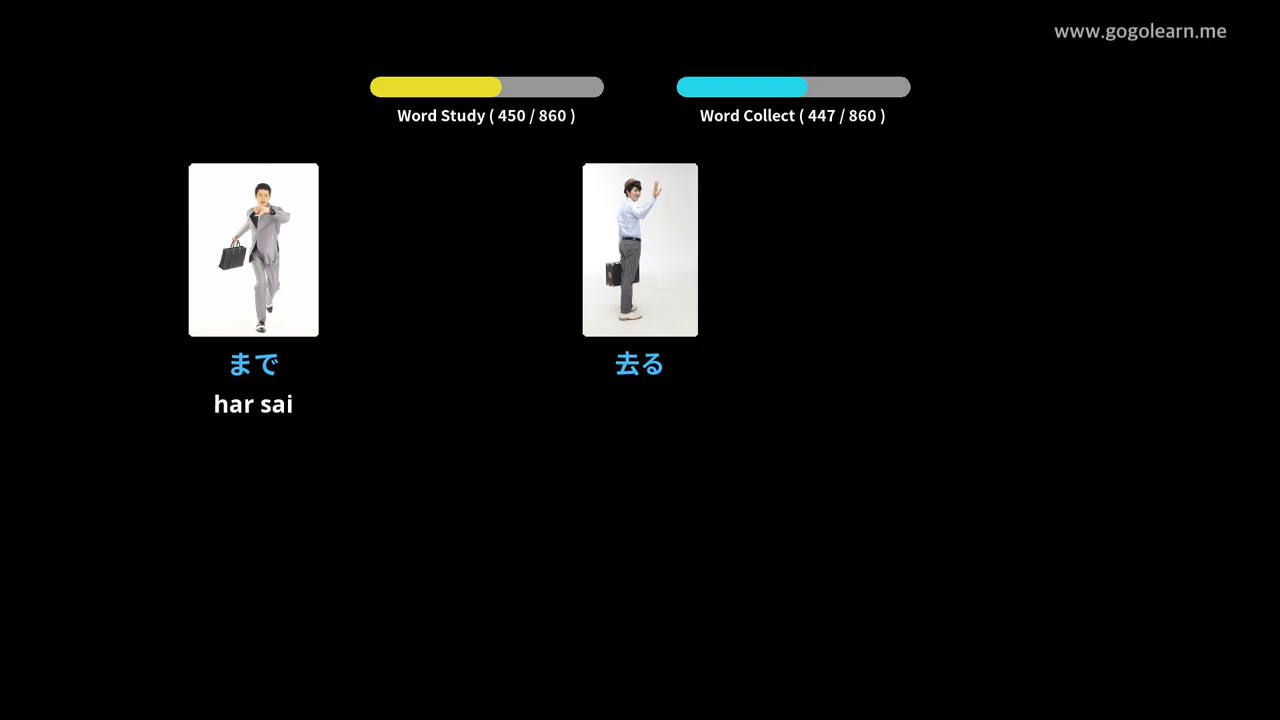 www.gogolearn.me
Word Study ( 450 / 860 )
Word Collect ( 447 / 860 )
まで
去る
har sai